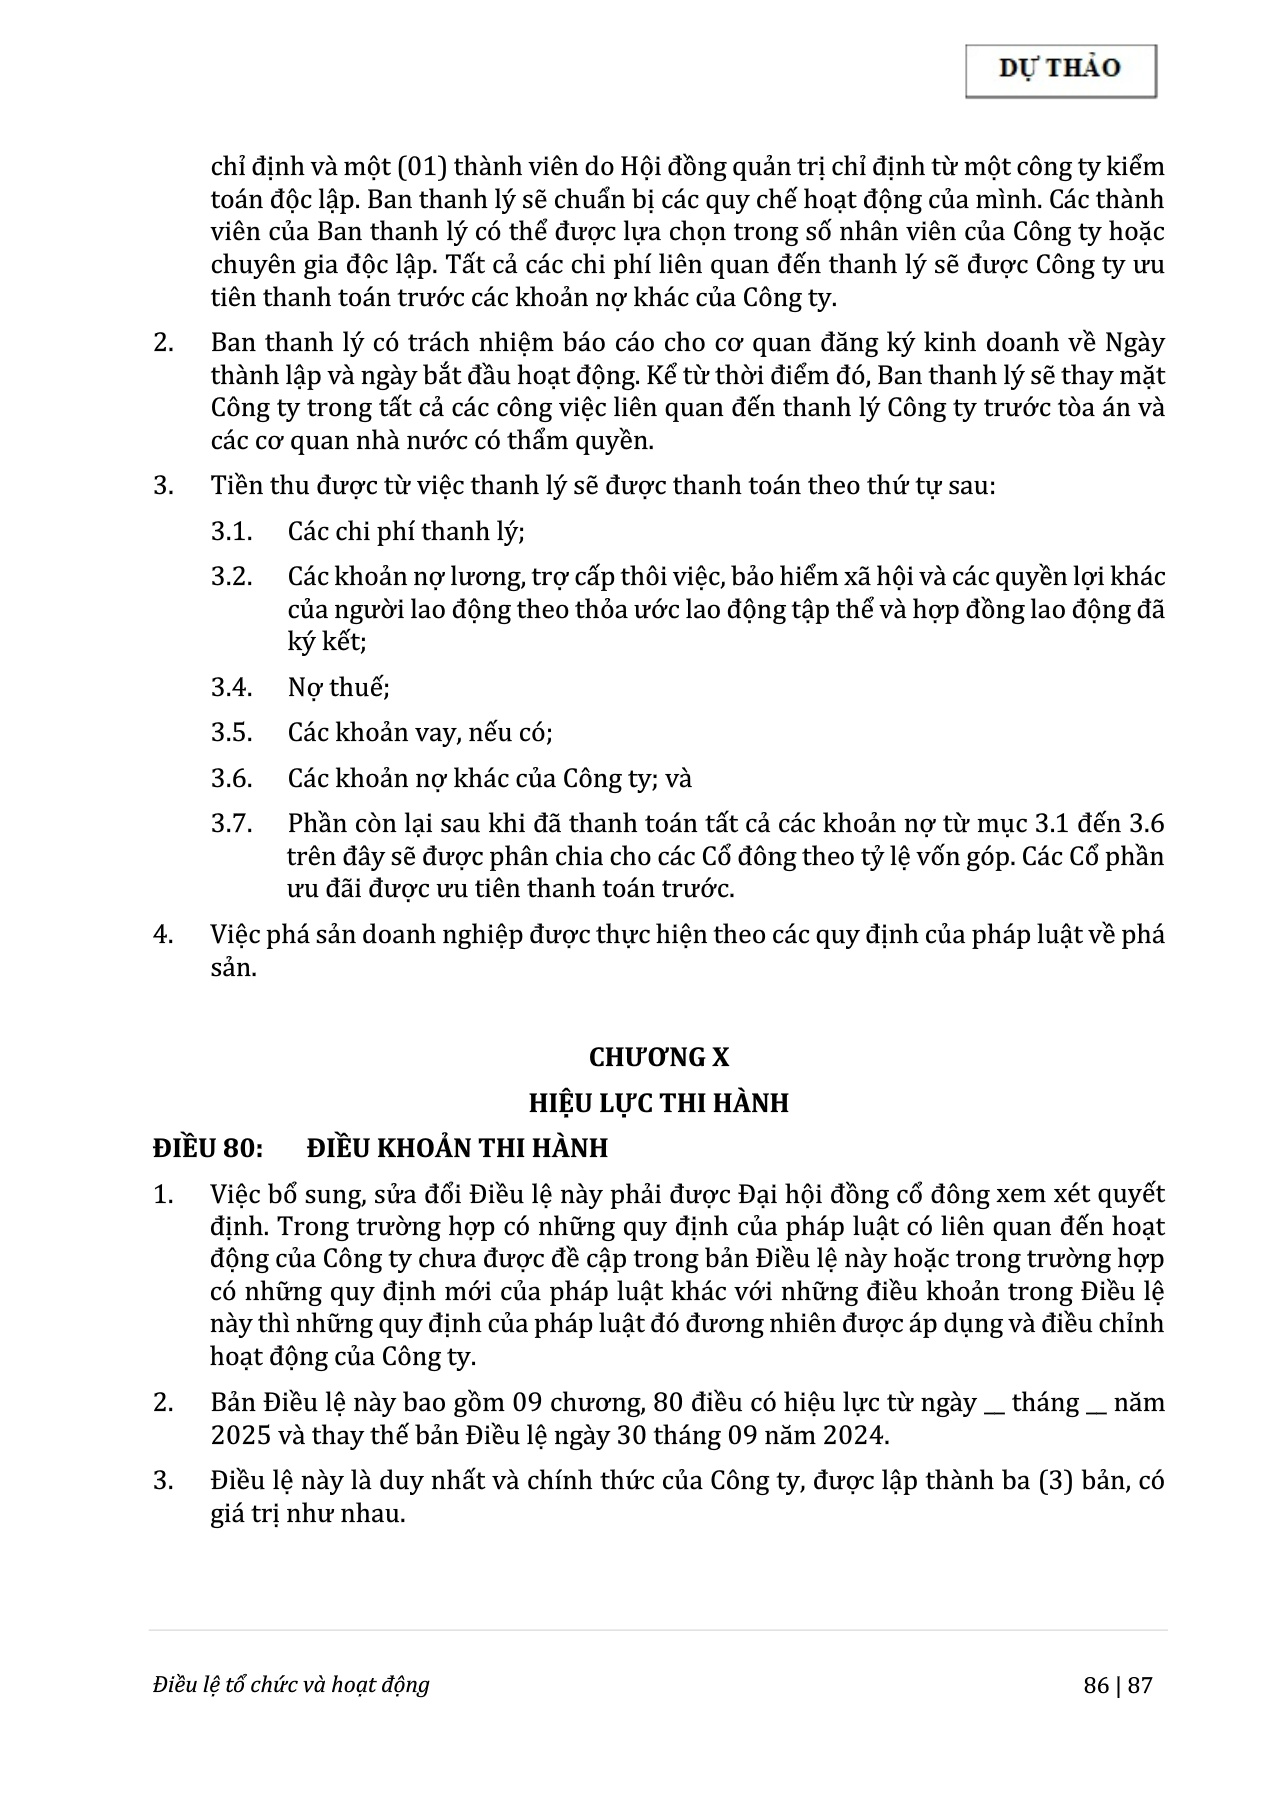 DỰ THẢO
chỉ định và một (01) thành viên do Hội đồng quản trị chỉ định từ một công ty kiểm
toán độc lập. Ban thanh lý sẽ chuẩn bị các quy chế hoạt động của mình. Các thành
viên của Ban thanh lý có thể được lựa chọn trong số nhân viên của Công ty hoặc
chuyên gia độc lập. Tất cả các chi phí liên quan đến thanh lý sẽ được Công ty ưu
tiên thanh toán trước các khoản nợ khác của Công ty.
2. Ban thanh lý có trách nhiệm báo cáo cho cơ quan đăng ký kinh doanh về Ngày
thành lập và ngày bắt đầu hoạt động. Kể từ thời điểm đó, Ban thanh lý sẽ thay mặt
Công ty trong tất cả các công việc liên quan đến thanh lý Công ty trước tòa án và
các cơ quan nhà nước có thẩm quyền.
3. Tiền thu được từ việc thanh lý sẽ được thanh toán theo thứ tự sau:
3.1. Các chi phí thanh lý;
3.2. Các khoản nợ lương, trợ cấp thôi việc, bảo hiểm xã hội và các quyền lợi khác
của người lao động theo thỏa ước lao động tập thể và hợp đồng lao động đã
ký kết;
3.4. Nợ thuế;
3.5. Các khoản vay, nếu có;
3.6. Các khoản nợ khác của Công ty; và
3.7. Phần còn lại sau khi đã thanh toán tất cả các khoản nợ từ mục 3.1 đến 3.6
trên đây sẽ được phân chia cho các Cổ đông theo tỷ lệ vốn góp. Các Cổ phần
ưu đãi được ưu tiên thanh toán trước.
4. Việc phá sản doanh nghiệp được thực hiện theo các quy định của pháp luật về phá
sản.
CHƯƠNG X
HIỆU LỰC THI HÀNH
ĐIỀU 80: ĐIỀU KHOẢN THI HÀNH
1. Việc bổ sung, sửa đổi Điều lệ này phải được Đại hội đồng cổ đông xem xét quyết
định. Trong trường hợp có những quy định của pháp luật có liên quan đến hoạt
động của Công ty chưa được đề cập trong bản Điều lệ này hoặc trong trường hợp
có những quy định mới của pháp luật khác với những điều khoản trong Điều lệ
này thì những quy định của pháp luật đó đương nhiên được áp dụng và điều chỉnh
hoạt động của Công ty.
2. Bản Điều lệ này bao gồm 09 chương, 80 điều có hiệu lực từ ngày __ tháng __ năm
2025 và thay thế bản Điều lệ ngày 30 tháng 09 năm 2024.
3. Điều lệ này là duy nhất và chính thức của Công ty, được lập thành ba (3) bản, có
giá trị như nhau.
Điều lệ tổ chức và hoạt động 86 | 87